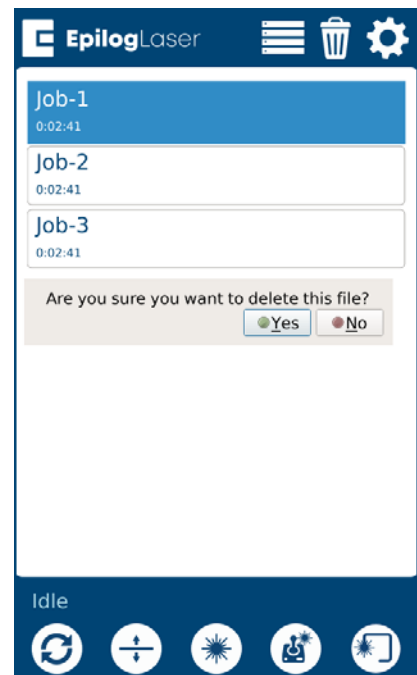 EpilogLaser
Job-1
0:02:41
Job-2
0:02:41
Job-3
0:02:41
Are you sure you want to delete this file?
Yes No
Idle